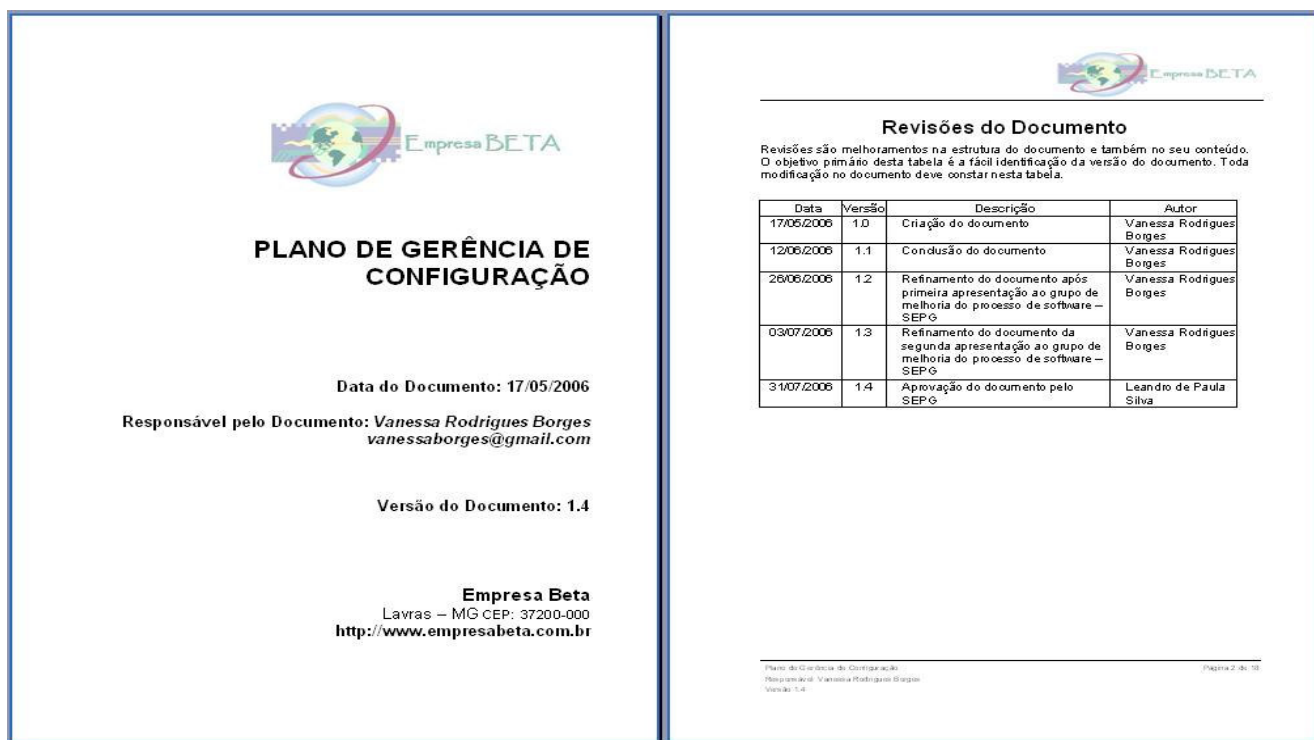 Empresa BETA
PLANO DE GERÊNCIA DE
CONFIGURAÇÃO
Data do Documento: 17/05/2006
Responsável pelo Documento: Vanessa Rodrigues Borges
vanessaborges@gmail.com
Versão do Documento: 1.4
Empresa Beta
Lavras – MG CEP: 37200-000
http://www.empresabeta.com.br
Empresa BETA
Revisões do Documento
Revisões são melhoramentos na estrutura do documento e também no seu conteúdo.
O objetivo primário desta tabela é a fácil identificação da versão do documento. Toda
modificação no documento deve constar nesta tabela.
Data Versão Descrição Autor
17/05/2006 1.0 Criação do documento Vanessa Rodrigues
Borges
12/06/2006 1.1 Conclusão do documento Vanessa Rodrigues
Borges
26/06/2006 1.2 Refinamento do documento após Vanessa Rodrigues
primeira apresentação ao grupo de Borges
melhoria do processo de software –
SEPG
03/07/2006 1.3 Refinamento do documento da Vanessa Rodrigues
segunda apresentação ao grupo de Borges
melhoria do processo de software –
SEPG
31/07/2006 1.4 Aprovação do documento pelo Leandro de Paula
SEPG Silva
Plano de Gerência de Configuração Página 2 de 18
Responsável: Vanessa Rodrigues Borges
Versão 1.4